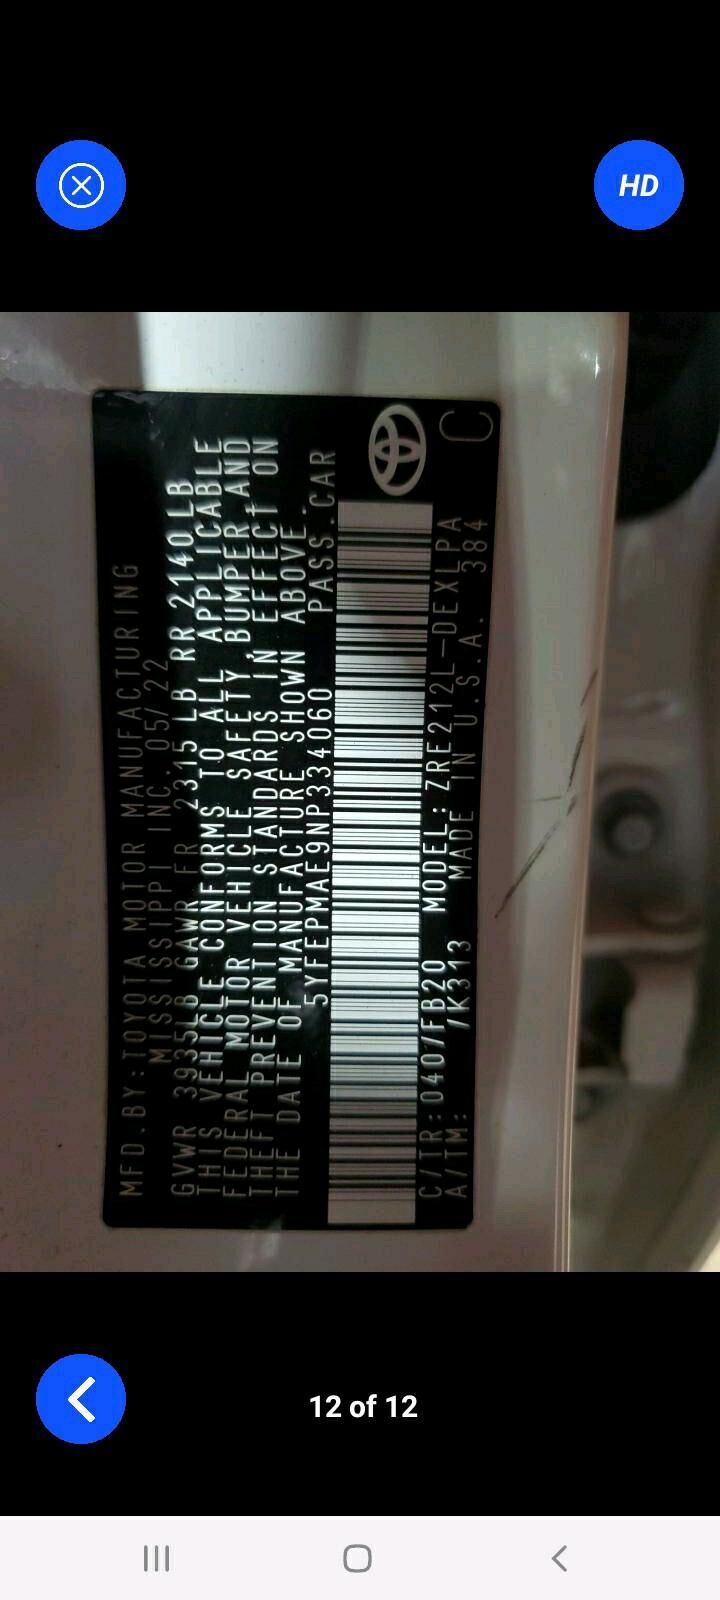 HD
MFD.BY:TOYOTA MOTOR MANUFACTURING
MISSISSIPPI INC. 05/22
GVWR 3935LB GAWR FR 2315 LB RR 2140 LB
THIS VEHICLE CONFORMS TO ALL APPLICABLE
FEDERAL MOTOR VEHICLE SAFETY, BUMPER AND
THEFT PREVENTION STANDARDS IN EFFECT ON
THE DATE OF MANUFACTURE SHOWN ABOVE.
5YFEPMAE9NP334060 PASS.CAR
C/TR:040/FB20 MODEL:ZRE212L-DEXLPA
A/TM: /K313 MADE IN U.S.A. 384
C
12 of 12